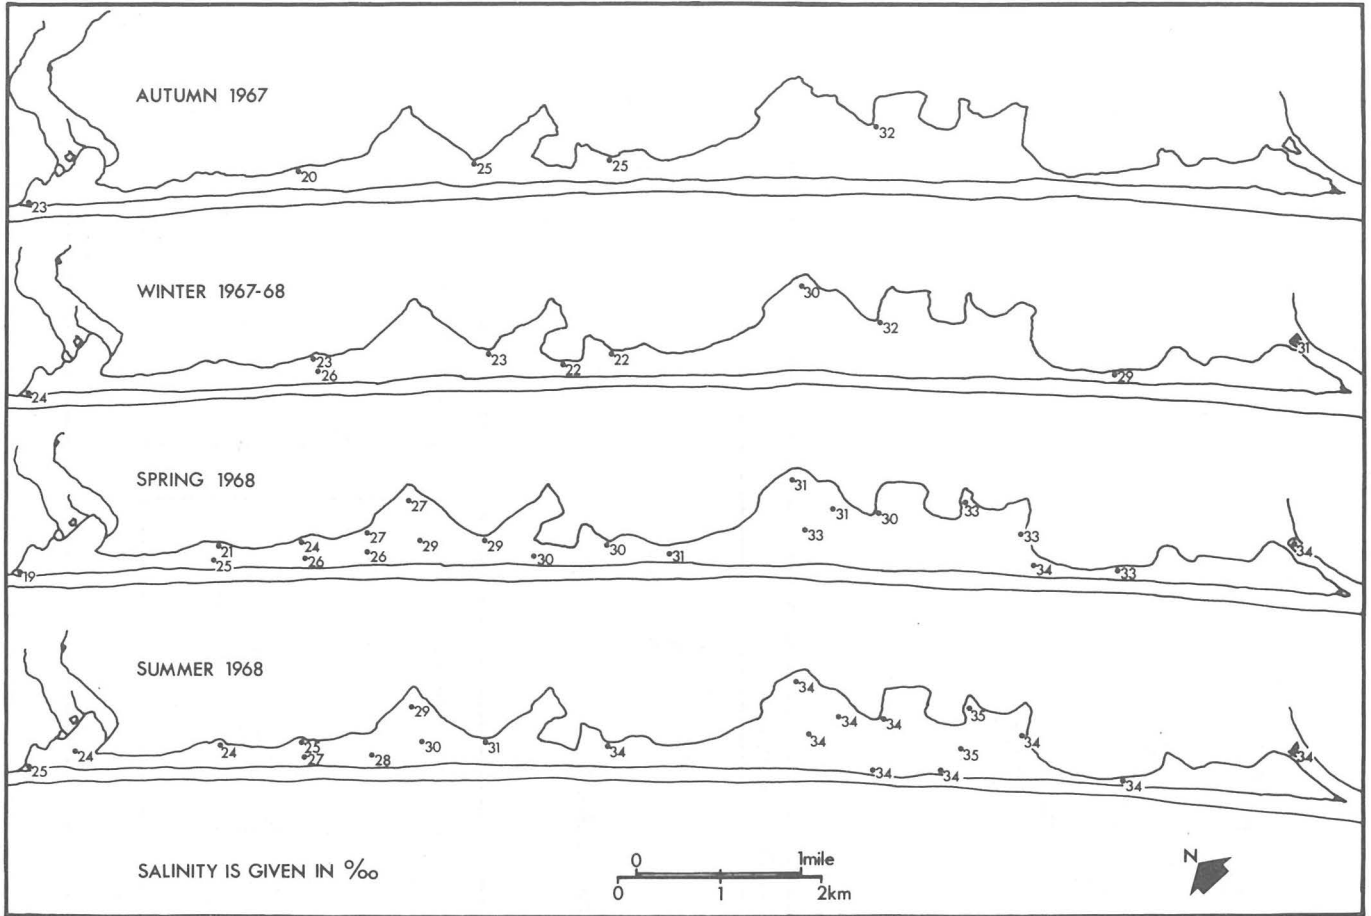 AUTUMN 1967
32
25 25
20
23
WINTER 1967-68
30
32
31
23 23 22
26 22 29
24
SPRING 1968
31
27 31 30 33
27 33 33
21 24 29 29 30 34
25 26 26 30 31
19 34 33
SUMMER 1968
34
29 34 34 35
34 34
24 25 30 31 34 35
24 27 28 34
25 34 34 34
SALINITY IS GIVEN IN ‰
0 1mile
0 1 2km
N